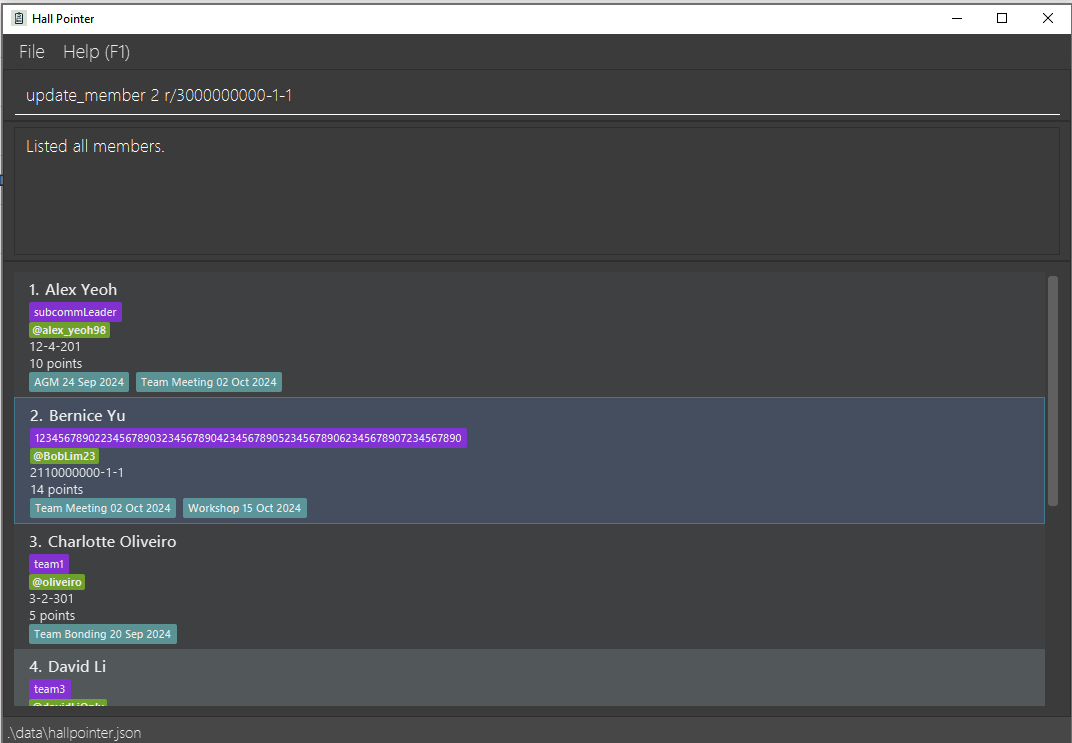 Hall Pointer
File Help (F1)
update_member 2 r/3000000000-1-1
Listed all members.
1. Alex Yeoh
subcommLeader
@alex_yeoh98
12-4-201
10 points
AGM 24 Sep 2024 Team Meeting 02 Oct 2024
2. Bernice Yu
1234567890223456789032345678904234567890523456789062345678907234567890
@BobLim23
2110000000-1-1
14 points
Team Meeting 02 Oct 2024 Workshop 15 Oct 2024
3. Charlotte Oliveiro
team1
@oliveiro
3-2-301
5 points
Team Bonding 20 Sep 2024
4. David Li
team3
.\data\hallpointer.json